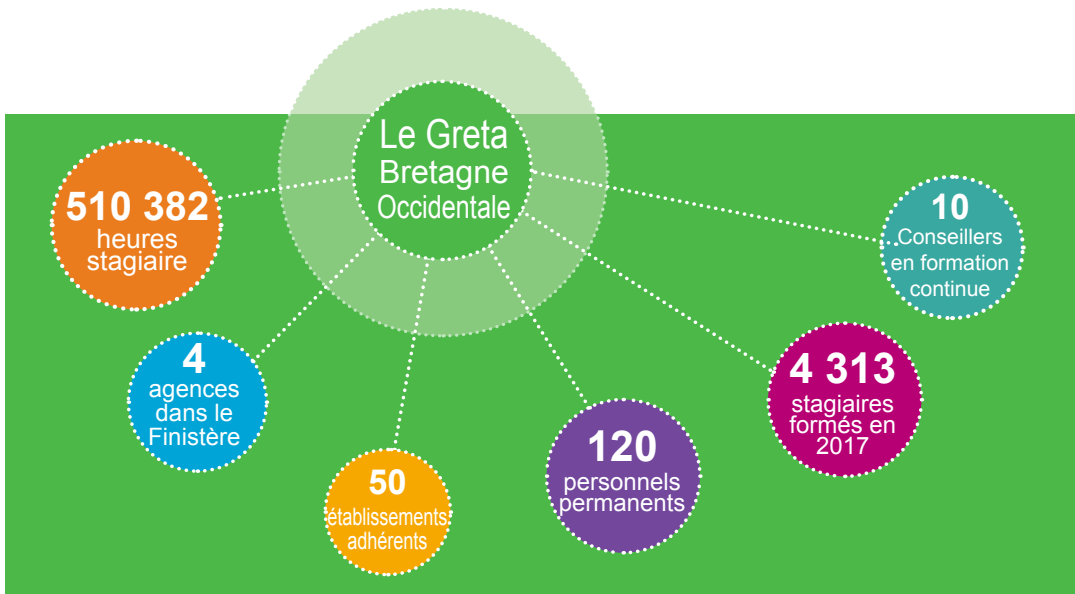 Le Greta
Bretagne
Occidentale
510 382
heures
stagiaire
4
agences
dans le
Finistère
50
établissements
adhérents
120
personnels
permanents
4 313
stagiaires
formés en
2017
10
Conseillers
en formation
continue